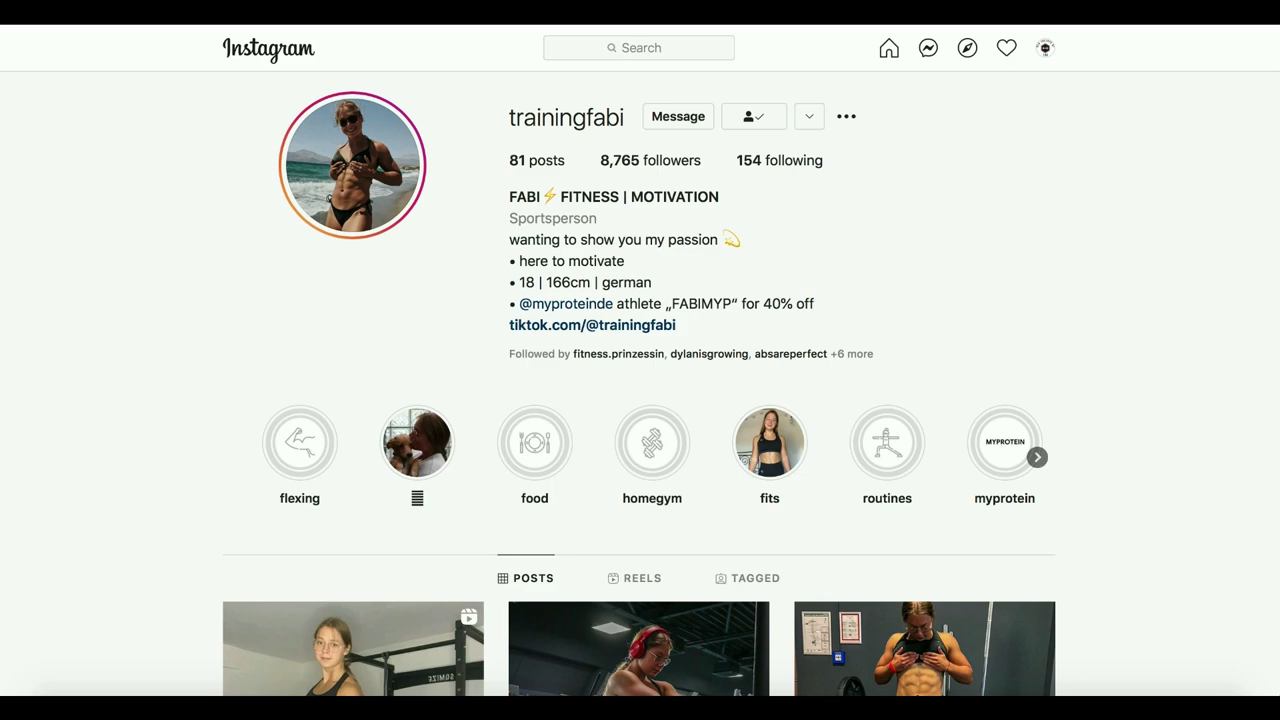 Instagram
Search
trainingfabi
Message
81 posts
8,765 followers
154 following
FABI⚡FITNESS | MOTIVATION
Sportsperson
wanting to show you my passion 💫
• here to motivate
• 18 | 166cm | german
• @myproteinde athlete „FABIMYP“ for 40% off
tiktok.com/@trainingfabi
Followed by fitness.prinzessin, dylanisgrowing, absareperfect +6 more
MYPROTEIN
flexing
food
homegym
fits
routines
myprotein
POSTS
REELS
TAGGED